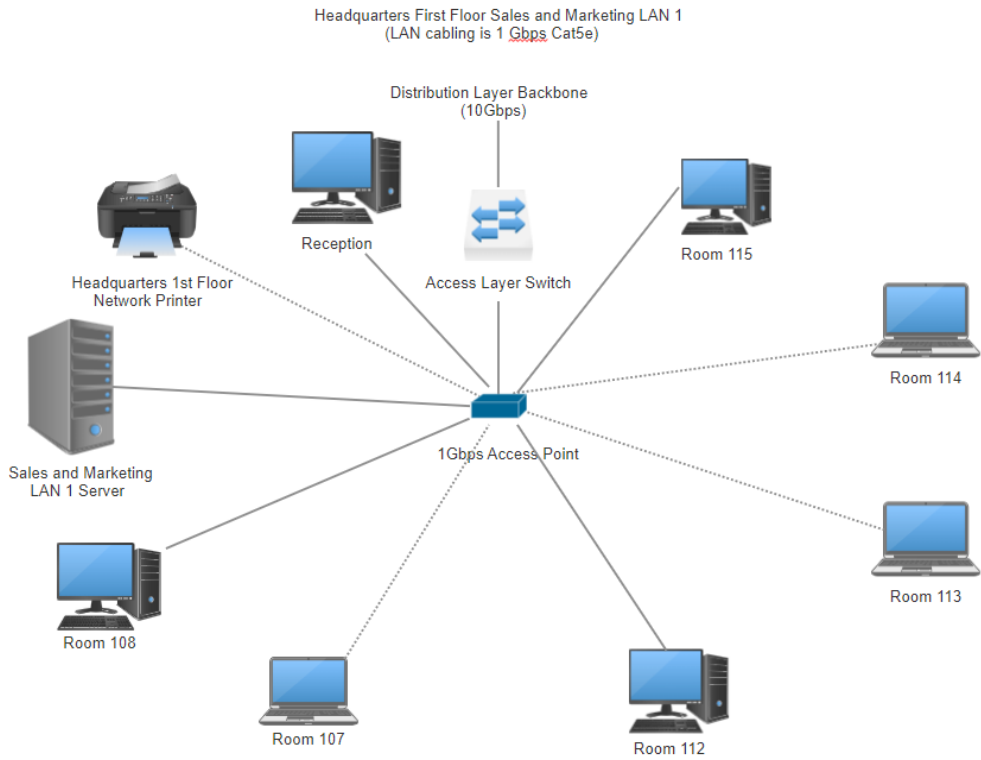 Headquarters First Floor Sales and Marketing LAN 1
(LAN cabling is 1 Gbps Cat5e)
Distribution Layer Backbone
(10Gbps)
Reception
Room 115
Headquarters 1st Floor
Network Printer
Access Layer Switch
Room 114
1Gbps Access Point
Sales and Marketing
LAN 1 Server
Room 113
Room 108
Room 107
Room 112